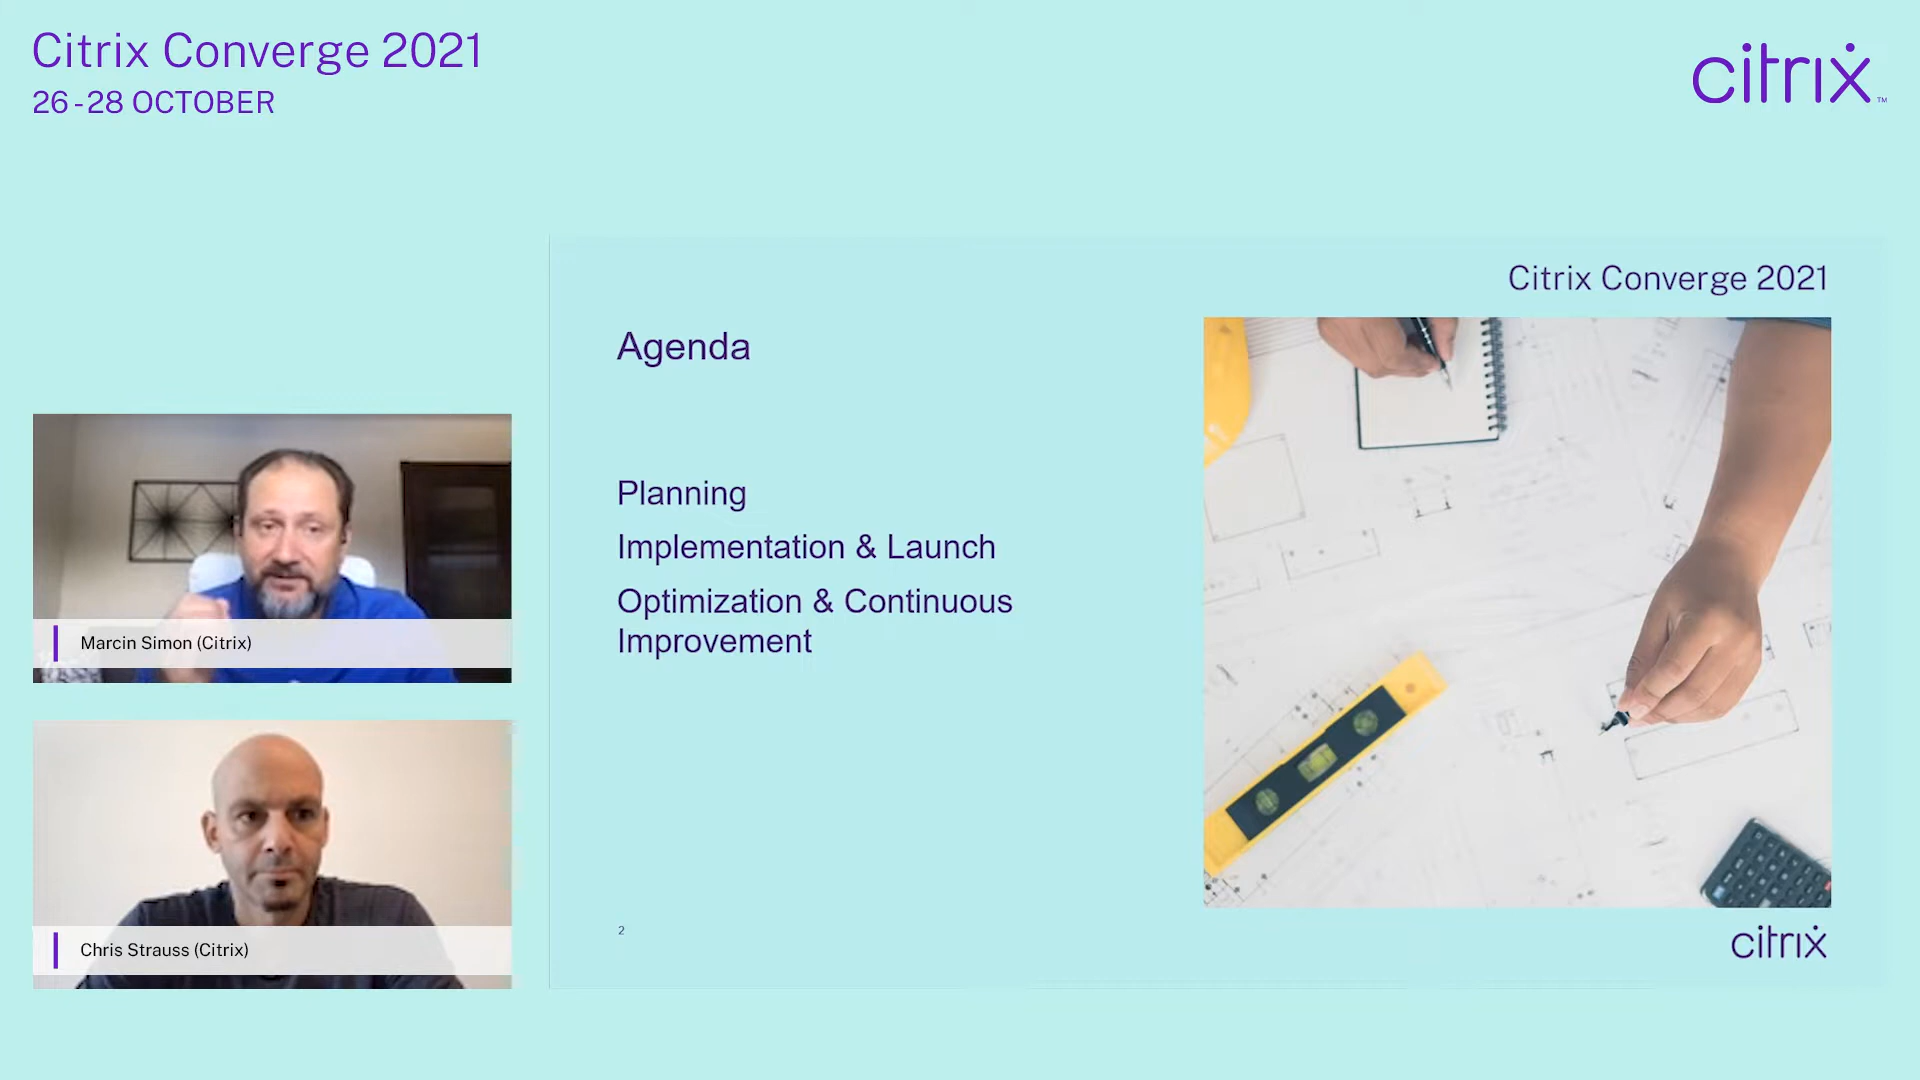 Citrix Converge 2021
26-28 OCTOBER
citrix™
Citrix Converge 2021
Agenda
Planning
Implementation & Launch
Optimization & Continuous
Improvement
Marcin Simon (Citrix)
Chris Strauss (Citrix)
2
citrix